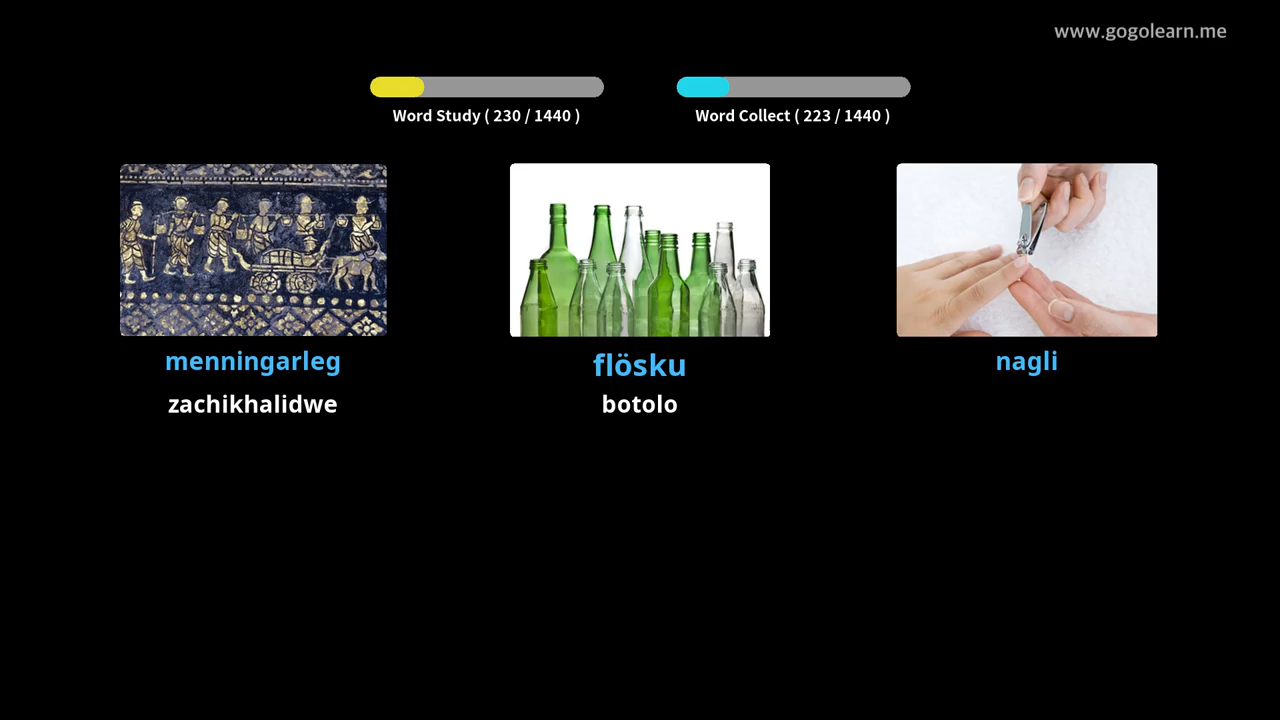 www.gogolearn.me
Word Study ( 230 / 1440 )
Word Collect ( 223 / 1440 )
menningarleg
zachikhalidwe
flösku
botolo
nagli